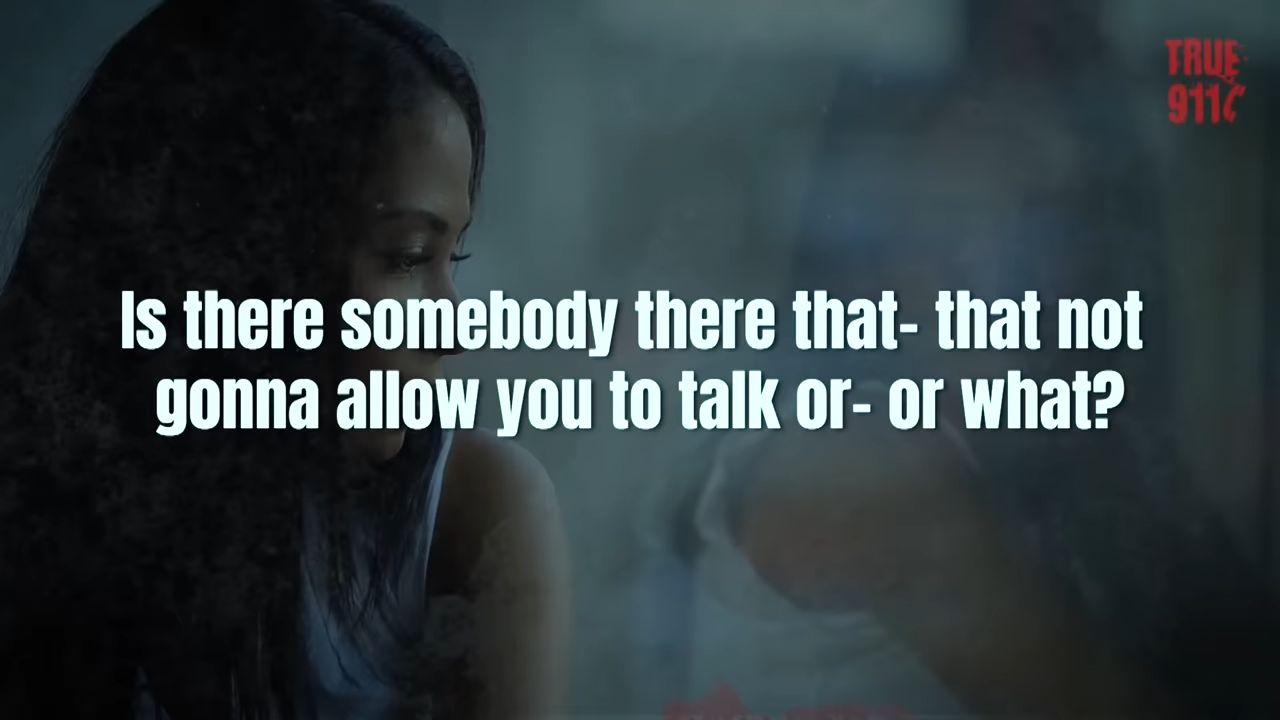 TRUE
911
Is there somebody there that- that not
gonna allow you to talk or- or what?